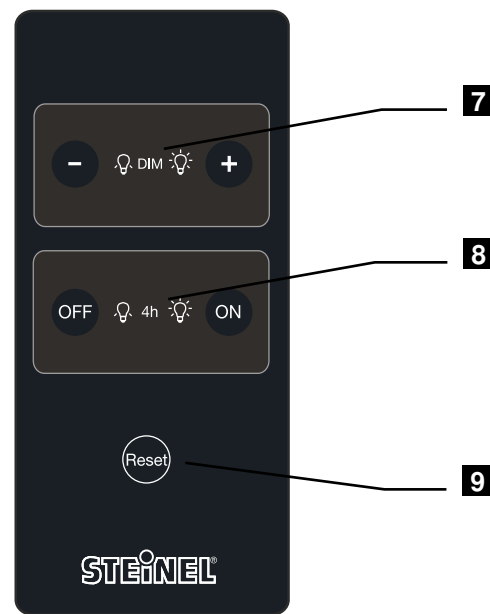 7
- DIM +
8
OFF 4h ON
Reset
9
STEINEL®